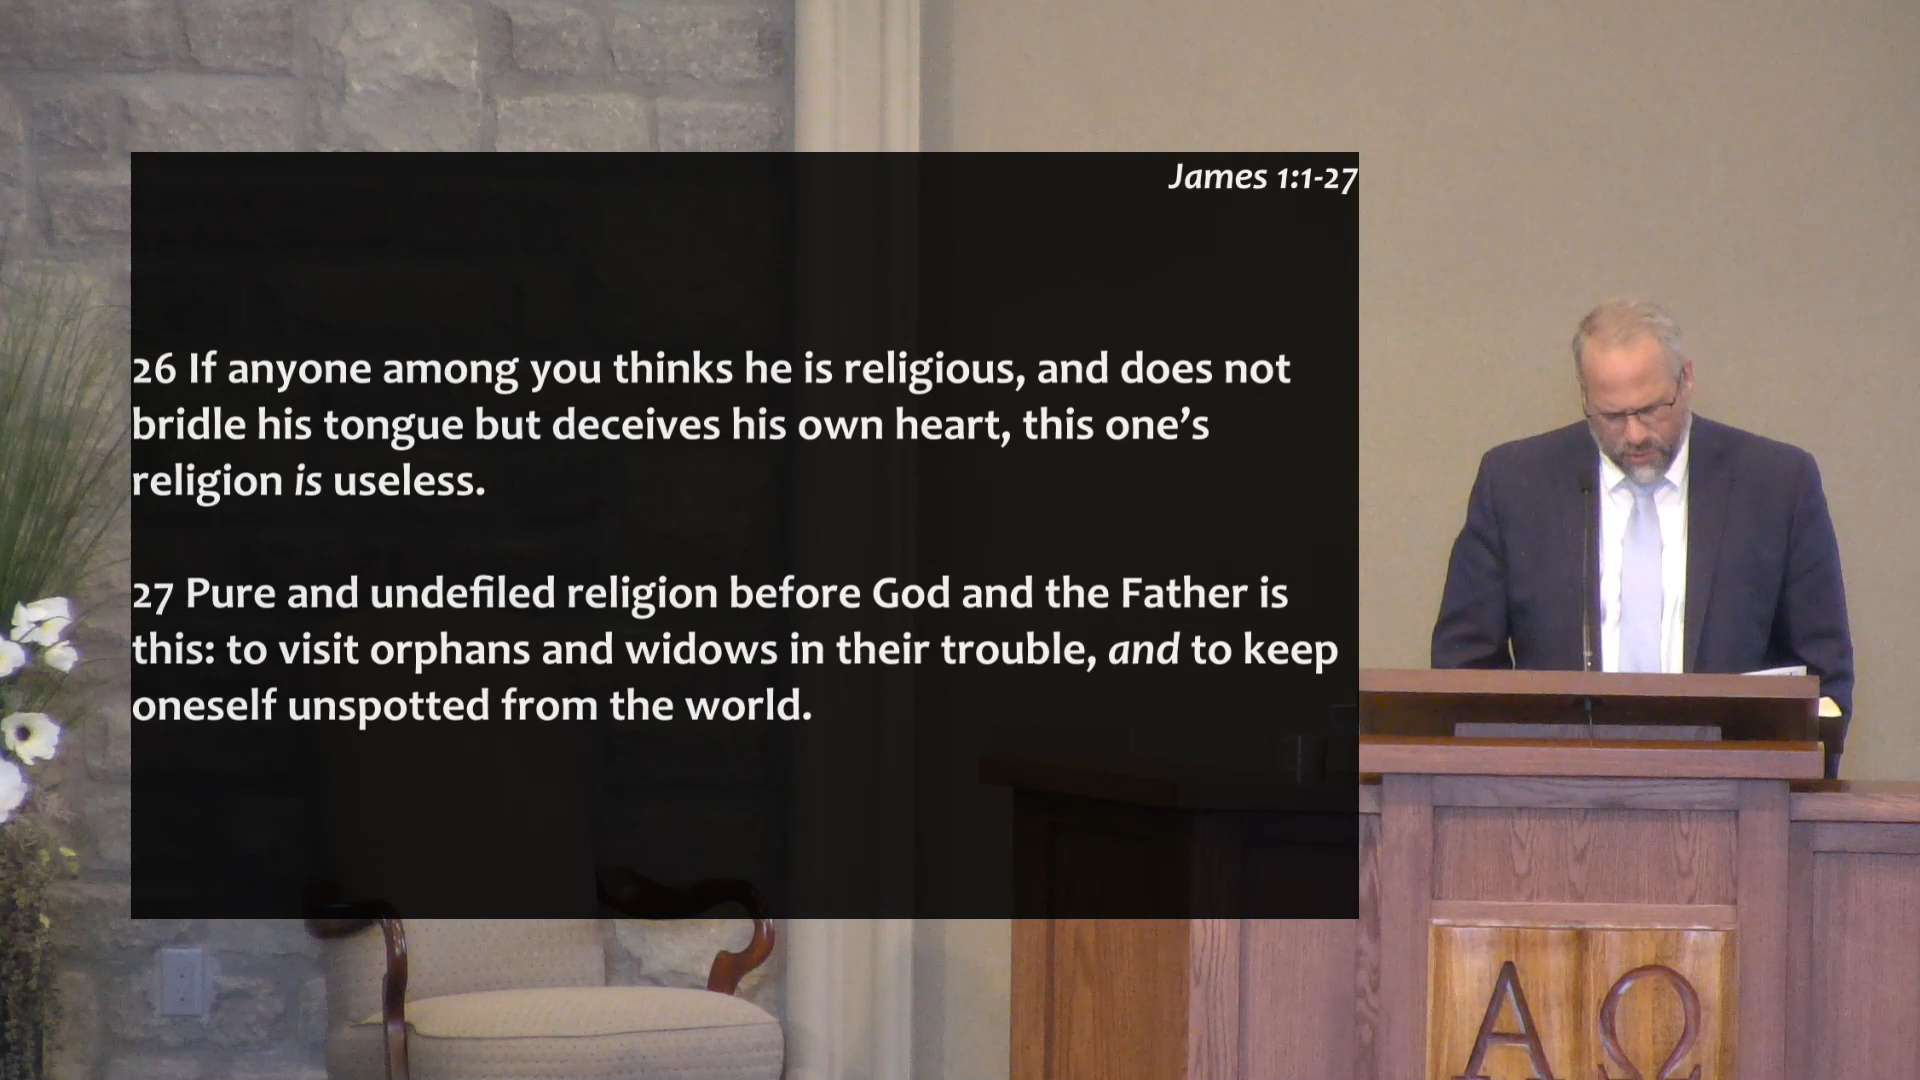 James 1:1-27
26 If anyone among you thinks he is religious, and does not
bridle his tongue but deceives his own heart, this one’s
religion is useless.
27 Pure and undefiled religion before God and the Father is
this: to visit orphans and widows in their trouble, and to keep
oneself unspotted from the world.
ΑΩ